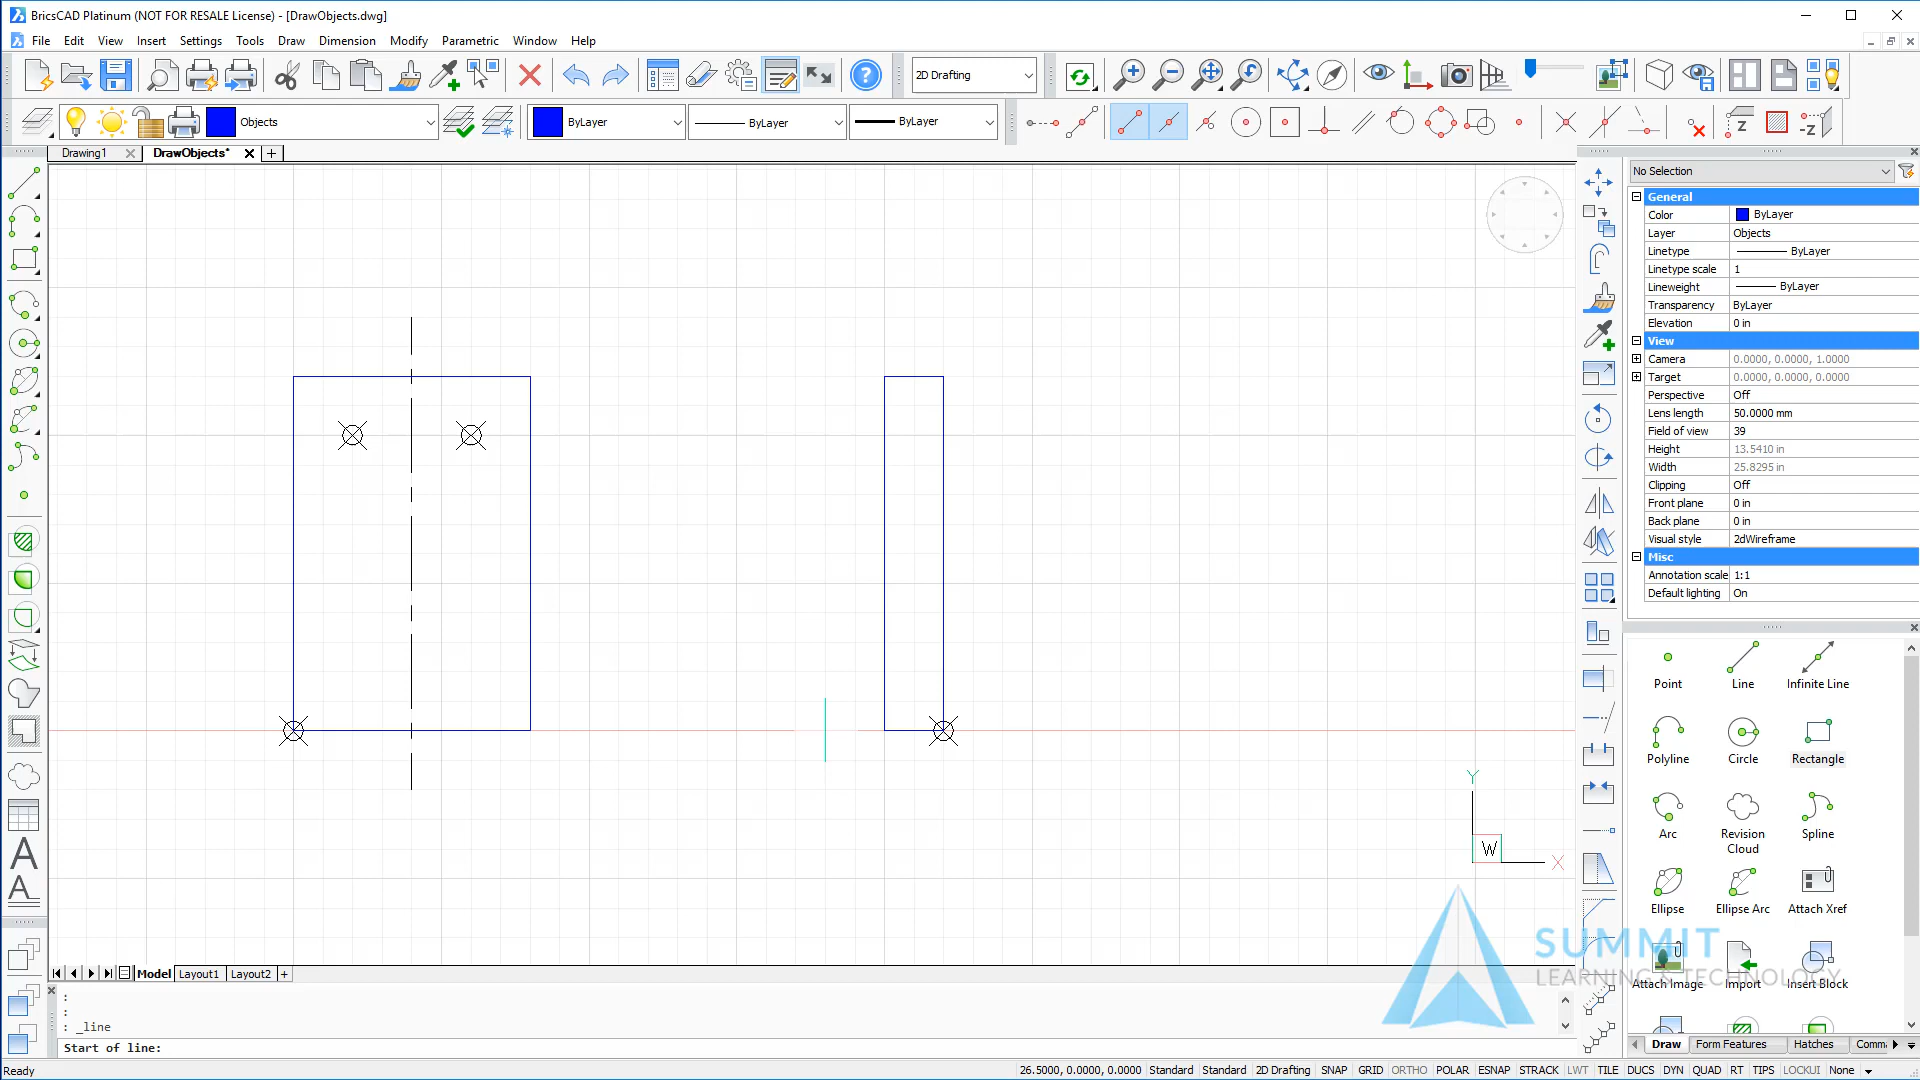 BricsCAD Platinum (NOT FOR RESALE License) - [DrawObjects.dwg]
File Edit View Insert Settings Tools Draw Dimension Modify Parametric Window Help
2D Drafting
Objects ByLayer ByLayer ByLayer
Z -Z
Drawing1 DrawObjects*
No Selection
General
Color ByLayer
Layer Objects
Linetype ByLayer
Linetype scale 1
Lineweight ByLayer
Transparency ByLayer
Elevation 0 in
View
Camera 0.0000, 0.0000, 1.0000
Target 0.0000, 0.0000, 0.0000
Perspective Off
Lens length 50.0000 mm
Field of view 39
Height 13.5410 in
Width 25.8295 in
Clipping Off
Front plane 0 in
Back plane 0 in
Visual style 2dWireframe
Misc
Annotation scale 1:1
Default lighting On
Point Line Infinite Line
Polyline Circle Rectangle
Arc Revision Cloud Spline
Ellipse Ellipse Arc Attach Xref
Attach Image Import Insert Block
Draw Form Features Hatches Comma
Y
W X
A
A
SUMMIT
LEARNING & TECHNOLOGY
Model Layout1 Layout2
:
:
: _line
Start of line:
Ready 26.5000, 0.0000, 0.0000 Standard Standard 2D Drafting SNAP GRID ORTHO POLAR ESNAP STRACK LWT TILE DUCS DYN QUAD RT TIPS LOCKUI None